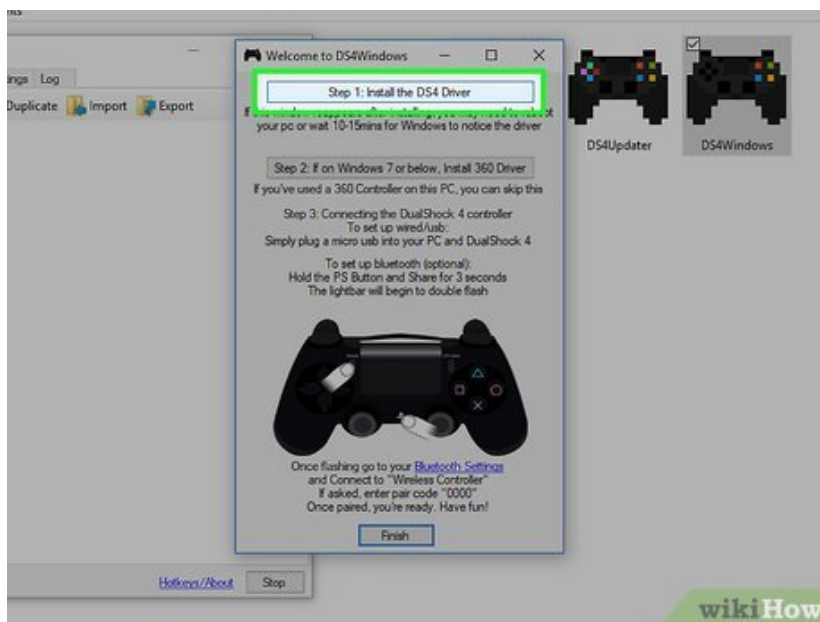 Log
Duplicate Import Export
Welcome to DS4Windows
Step 1: Install the DS4 Driver
your pc or wait 10-15mins for Windows to notice the driver
Step 2: If on Windows 7 or below, Install 360 Driver
If you've used a 360 Controller on this PC, you can skip this
Step 3: Connecting the DualShock 4 controller
To set up wired/usb:
Simply plug a micro usb into your PC and DualShock 4
To set up bluetooth (optional):
Hold the PS Button and Share for 3 seconds
The lightbar will begin to double flash
Once flashing go to your Bluetooth Settings
and Connect to "Wireless Controller"
If asked, enter pair code "0000"
Once paired, you're ready. Have fun!
Finish
DS4Updater
DS4Windows
Hotkeys/About
Stop
wikiHow